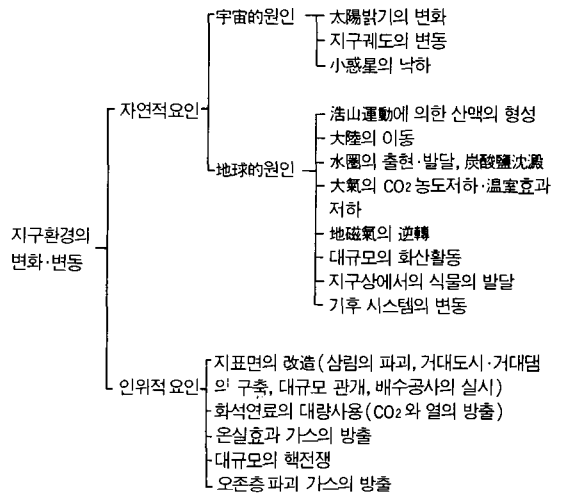 宇宙的원인
太陽밝기의 변화
지구궤도의 변동
小惑星의 낙하
자연적요인
浩山運動에 의한 산맥의 형성
大陸의 이동
水圈의 출현·발달, 炭酸鹽沈澱
地球的원인
大氣의 CO2 농도저하·温室효과
저하
地磁氣의 逆轉
대규모의 화산활동
지구상에서의 식물의 발달
기후 시스템의 변동
지구환경의
변화·변동
인위적요인
지표면의 改造(삼림의 파괴, 거대도시·거대댐
의 구축, 대규모 관개, 배수공사의 실시)
화석연료의 대량사용(CO2와 열의 방출)
온실효과 가스의 방출
대규모의 핵전쟁
오존층 파괴 가스의 방출